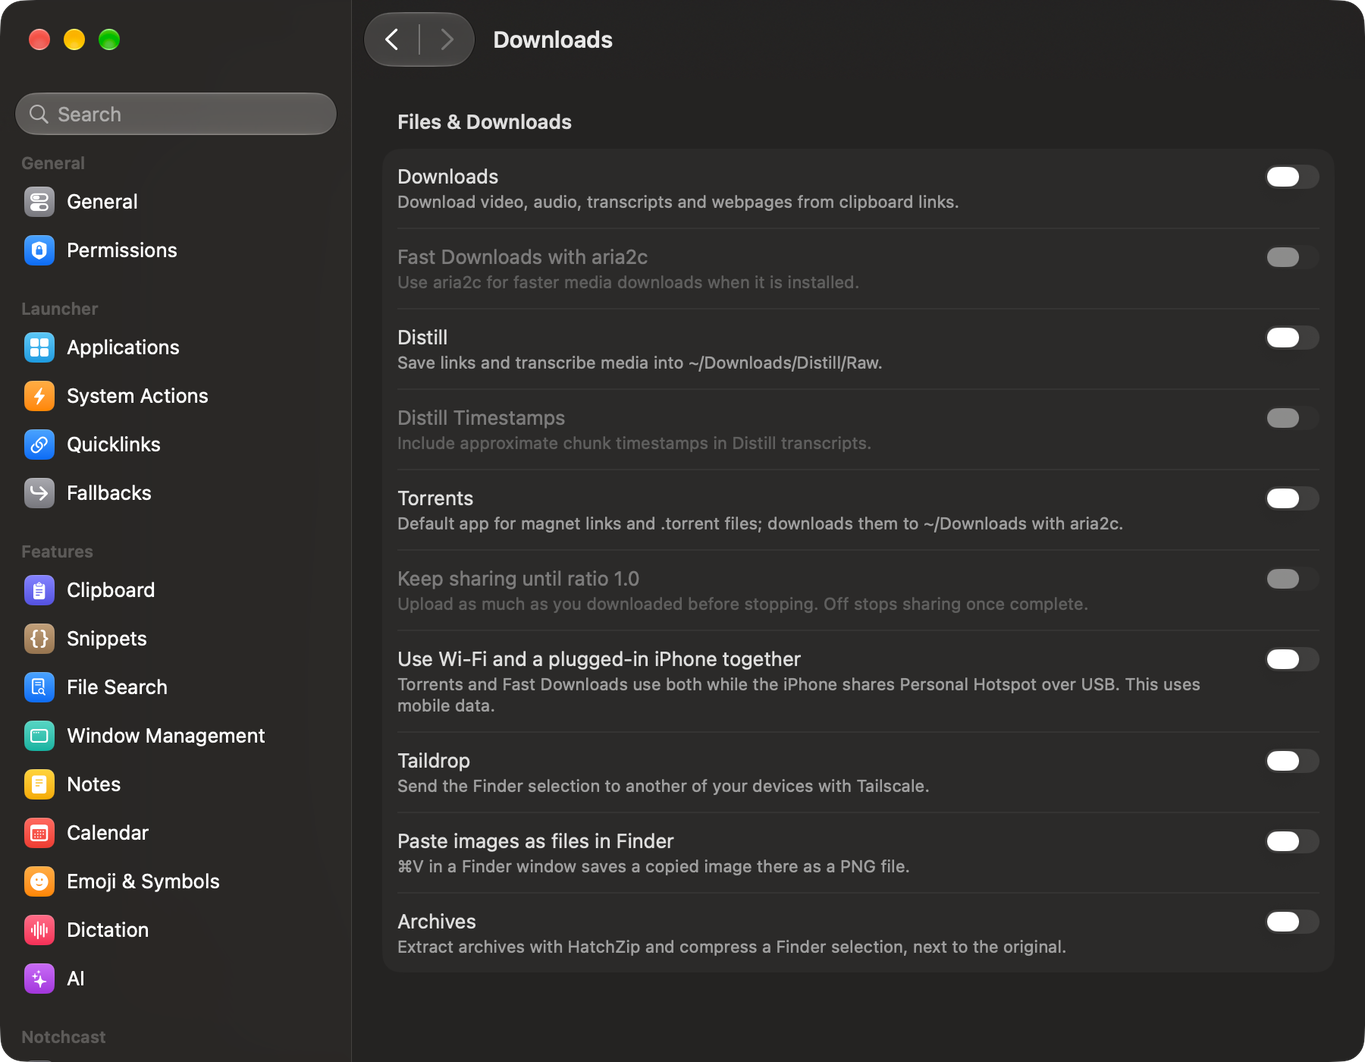 Downloads
Search
General
General
Permissions
Launcher
Applications
System Actions
Quicklinks
Fallbacks
Features
Clipboard
Snippets
File Search
Window Management
Notes
Calendar
Emoji & Symbols
Dictation
AI
Notchcast
Files & Downloads
Downloads
Download video, audio, transcripts and webpages from clipboard links.
Fast Downloads with aria2c
Use aria2c for faster media downloads when it is installed.
Distill
Save links and transcribe media into ~/Downloads/Distill/Raw.
Distill Timestamps
Include approximate chunk timestamps in Distill transcripts.
Torrents
Default app for magnet links and .torrent files; downloads them to ~/Downloads with aria2c.
Keep sharing until ratio 1.0
Upload as much as you downloaded before stopping. Off stops sharing once complete.
Use Wi-Fi and a plugged-in iPhone together
Torrents and Fast Downloads use both while the iPhone shares Personal Hotspot over USB. This uses
mobile data.
Taildrop
Send the Finder selection to another of your devices with Tailscale.
Paste images as files in Finder
⌘V in a Finder window saves a copied image there as a PNG file.
Archives
Extract archives with HatchZip and compress a Finder selection, next to the original.